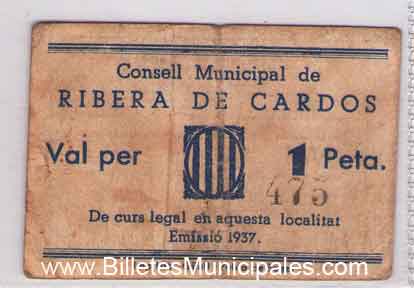 Consell Municipal de
RIBERA DE CARDOS
Val per 1 Peta.
475
De curs legal en aquesta localitat
Emissió 1937.
www.BilletesMunicipales.com